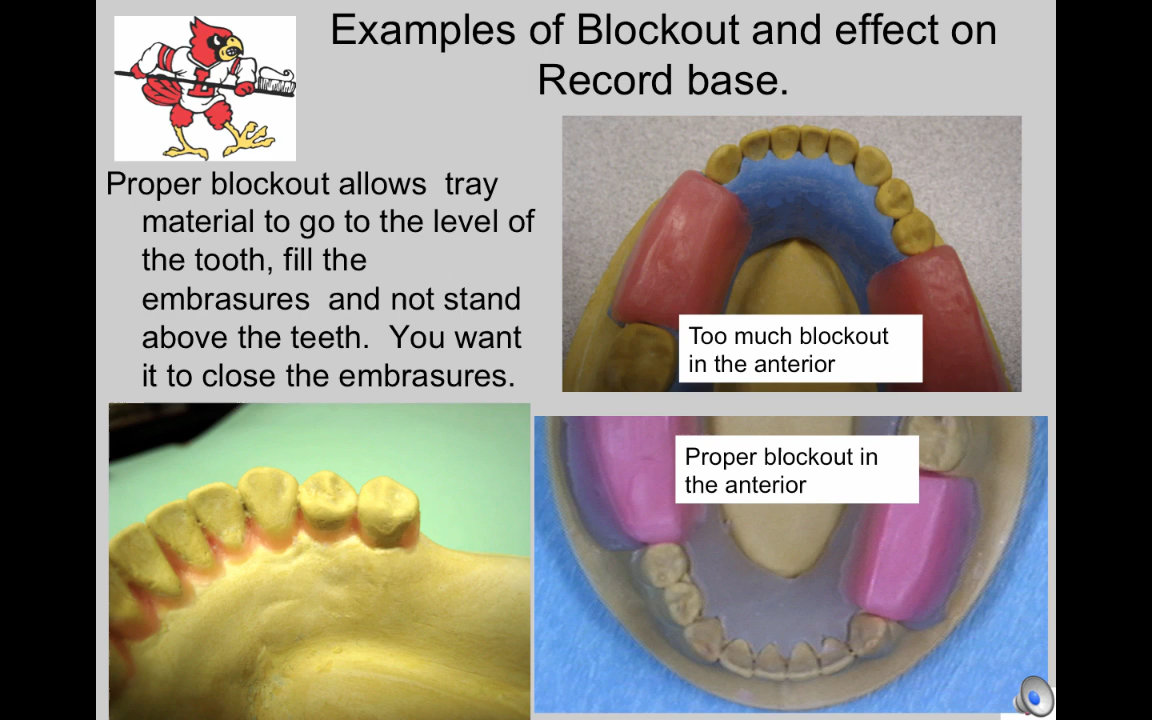 Examples of Blockout and effect on
Record base.
Proper blockout allows  tray
material to go to the level of
the tooth, fill the
embrasures  and not stand
above the teeth.  You want
it to close the embrasures.
Too much blockout
in the anterior
Proper blockout in
the anterior